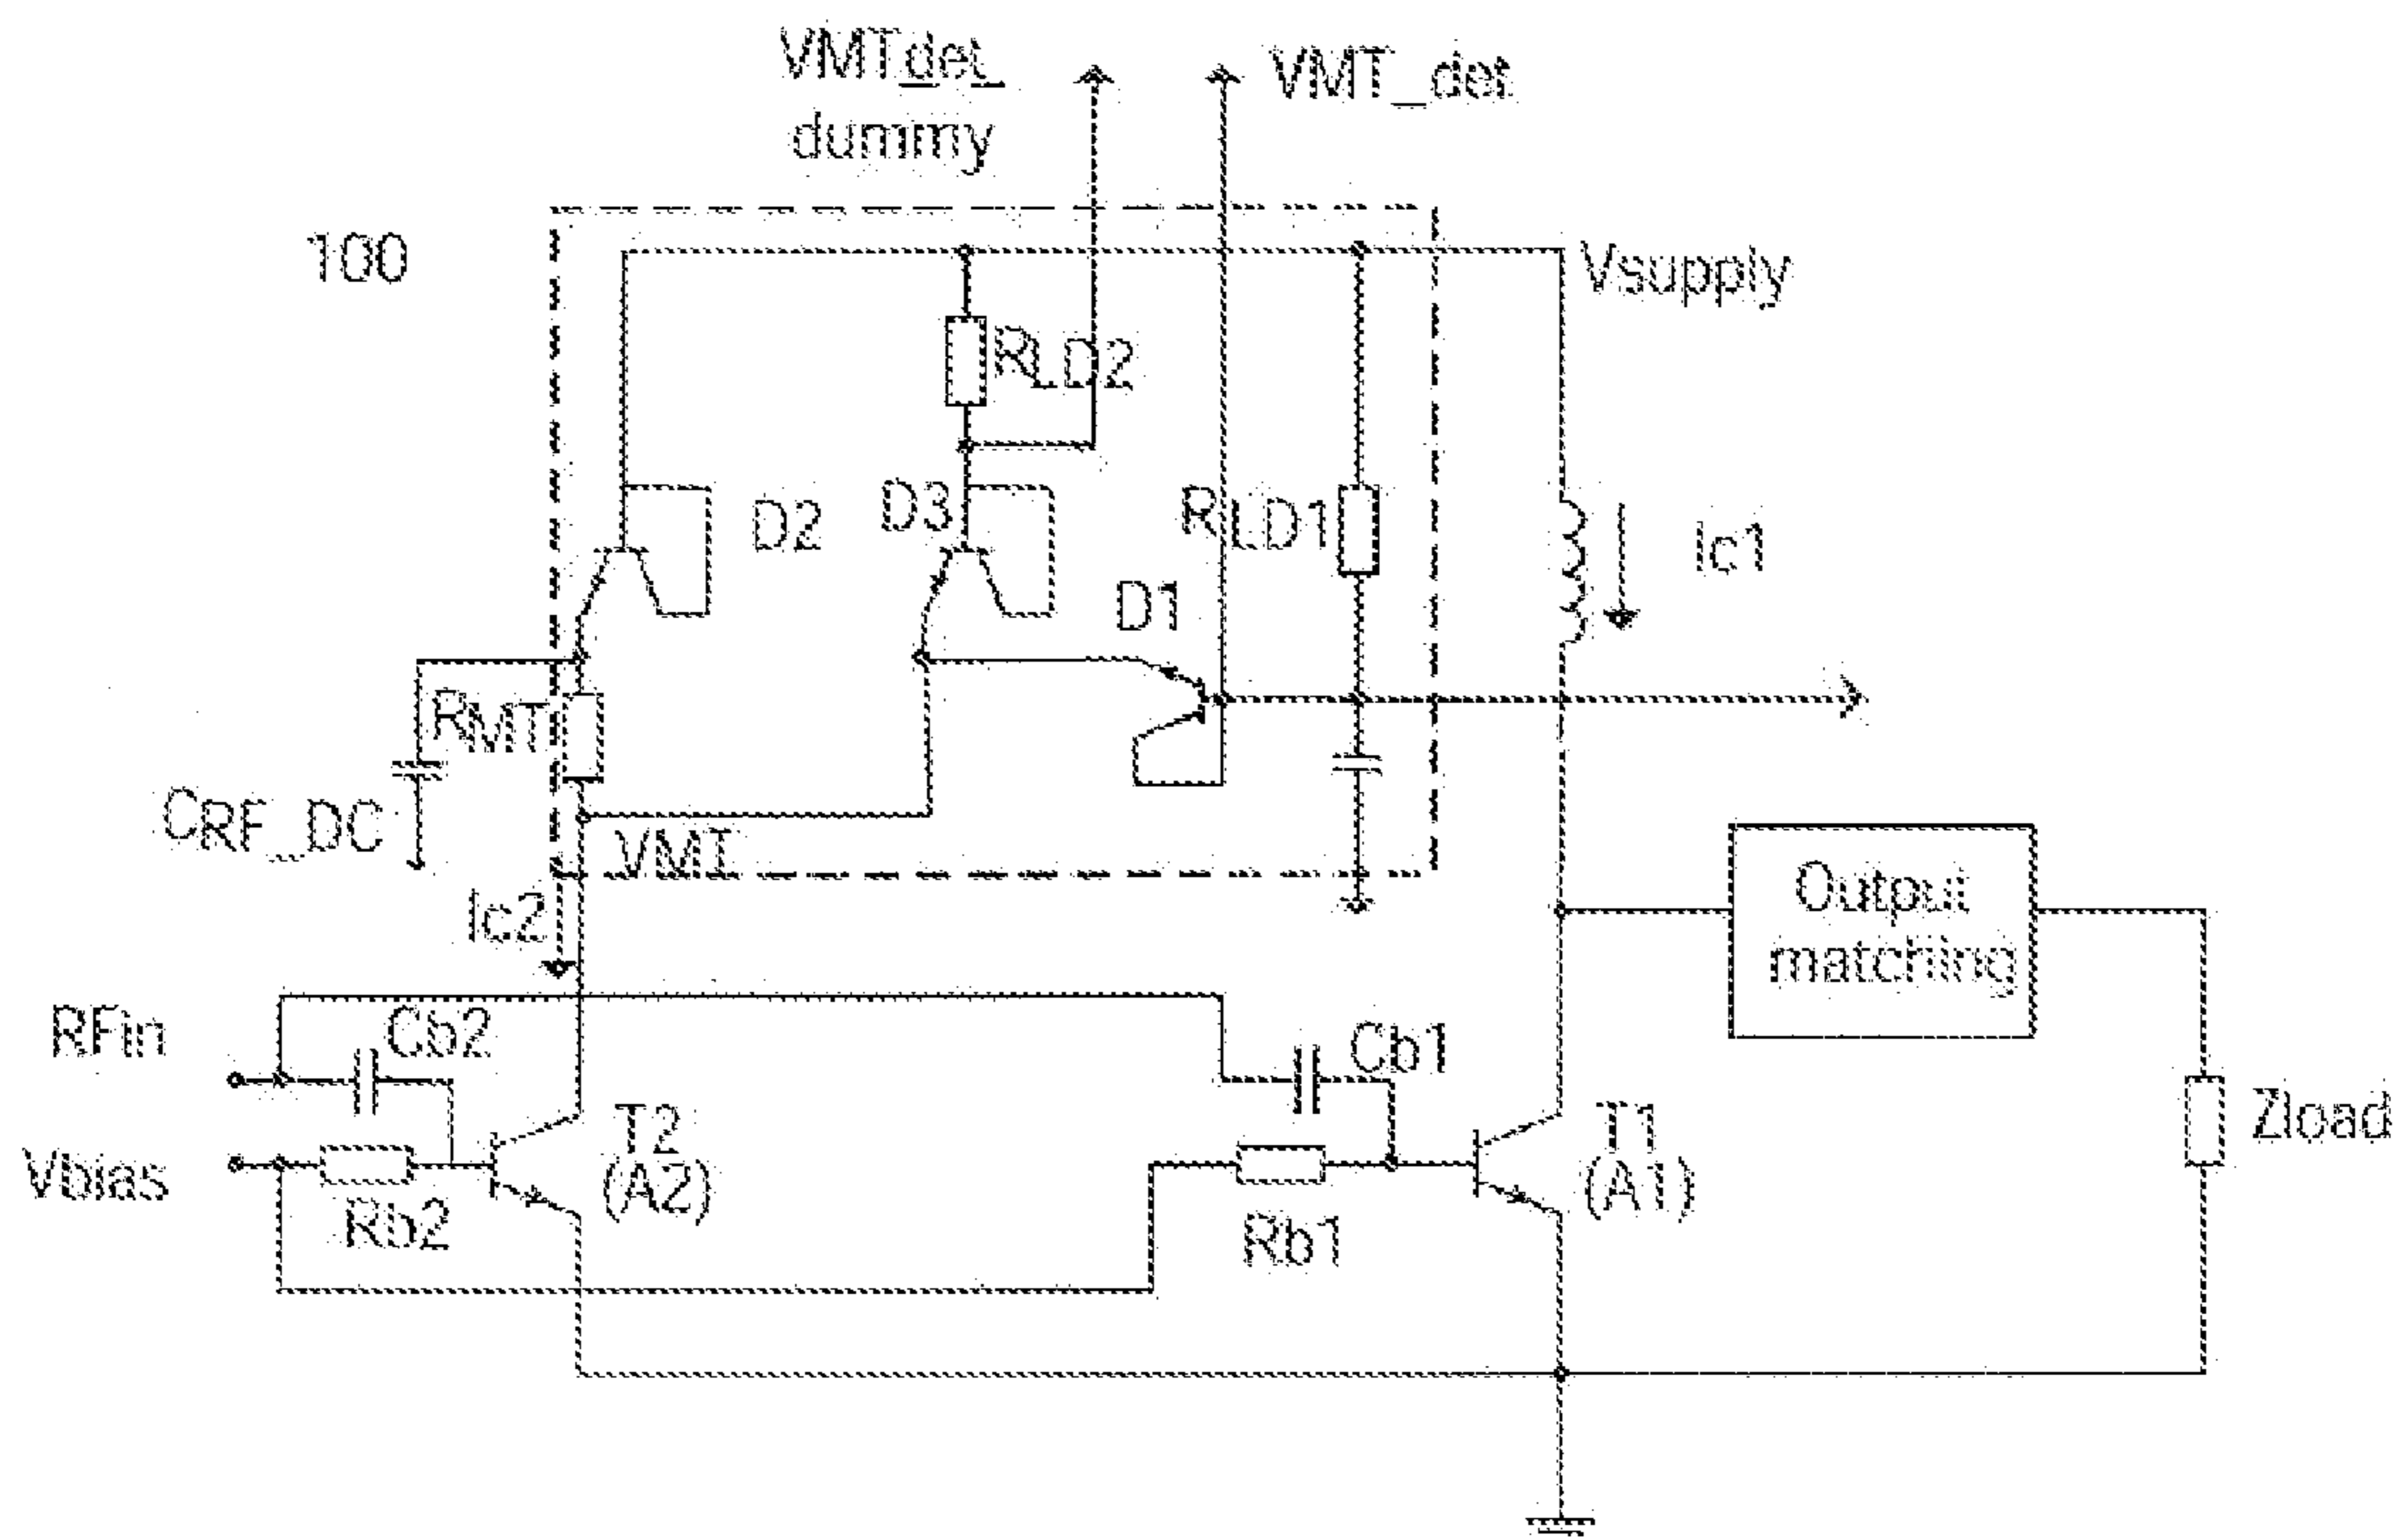 VMTdet_
dummy
VMT_det
100
Vsupply
RLD2
D2
D3
RLD1
Ic1
D1
RMT
CRF_DC
VMT
Ic2
Output
matching
RFin
Cb2
Cb1
Zload
T2
(A2)
T1
(A1)
Vbias
Rb2
Rb1